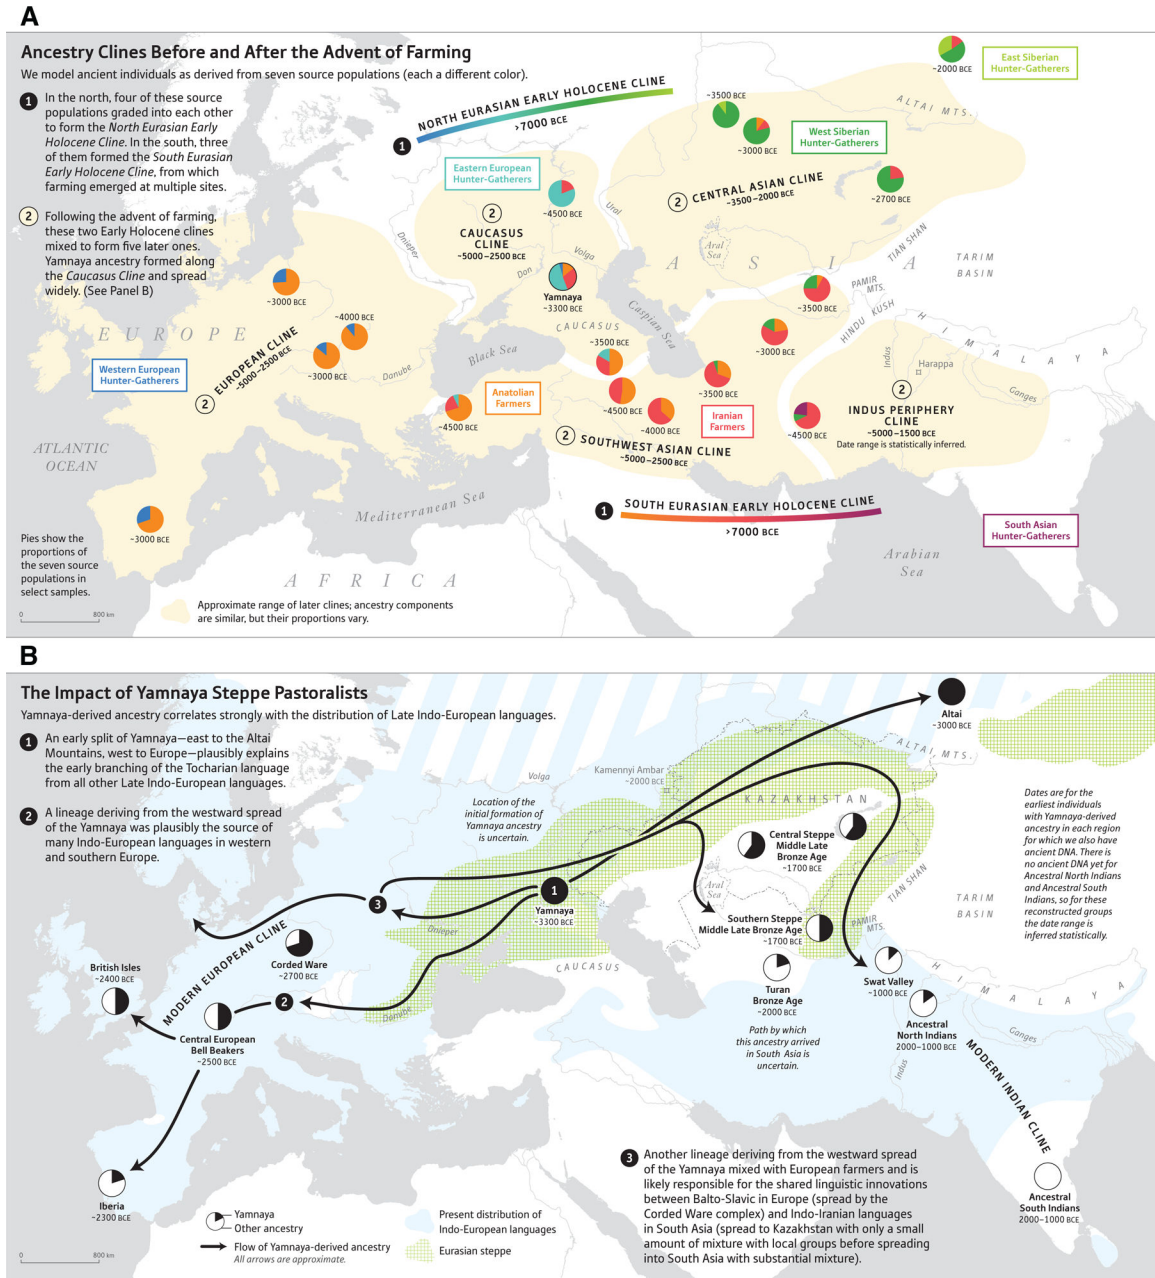 A
Ancestry Clines Before and After the Advent of Farming
We model ancient individuals as derived from seven source populations (each a different color).
1
In the north, four of these source
populations graded into each other
to form the North Eurasian Early
Holocene Cline. In the south, three
of them formed the South Eurasian
Early Holocene Cline, from which
farming emerged at multiple sites.
2
Following the advent of farming,
these two Early Holocene clines
mixed to form five later ones.
Yamnaya ancestry formed along
the Caucasus Cline and spread
widely. (See Panel B)
1
NORTH EURASIAN EARLY HOLOCENE CLINE
>7000 BCE
~2000 BCE
East Siberian
Hunter-Gatherers
ALTAI MTS.
~3500 BCE
~3000 BCE
West Siberian
Hunter-Gatherers
Eastern European
Hunter-Gatherers
~4500 BCE
2
CENTRAL ASIAN CLINE
~3500–2000 BCE
~2700 BCE
2
CAUCASUS
CLINE
~5000–2500 BCE
Ural
Dnieper
Don
Volga
Aral
Sea
TIAN SHAN
TARIM
BASIN
ASIA
Yamnaya
~3300 BCE
Caspian Sea
PAMIR
MTS.
~3500 BCE
HINDU KUSH
HIMALAYA
~3000 BCE
~4000 BCE
EUROPE
2
EUROPEAN CLINE
~5000–2500 BCE
~3000 BCE
Western European
Hunter-Gatherers
Danube
Black Sea
CAUCASUS
~3500 BCE
~3000 BCE
Indus
Harappa
Ganges
~4500 BCE
Anatolian
Farmers
~4500 BCE
~4000 BCE
~3500 BCE
Iranian
Farmers
~4500 BCE
2
INDUS PERIPHERY
CLINE
~5000–1500 BCE
Date range is statistically inferred.
2
SOUTHWEST ASIAN CLINE
~5000–2500 BCE
ATLANTIC
OCEAN
Mediterranean Sea
1
SOUTH EURASIAN EARLY HOLOCENE CLINE
>7000 BCE
South Asian
Hunter-Gatherers
Arabian
Sea
~3000 BCE
Pies show the
proportions of
the seven source
populations in
select samples.
AFRICA
0 800 km
Approximate range of later clines; ancestry components
are similar, but their proportions vary.
B
The Impact of Yamnaya Steppe Pastoralists
Yamnaya-derived ancestry correlates strongly with the distribution of Late Indo-European languages.
1
An early split of Yamnaya—east to the Altai
Mountains, west to Europe—plausibly explains
the early branching of the Tocharian language
from all other Late Indo-European languages.
2
A lineage deriving from the westward spread
of the Yamnaya was plausibly the source of
many Indo-European languages in western
and southern Europe.
Altai
~3000 BCE
ALTAI MTS.
Volga
Kamennyi Ambar
~2000 BCE
Location of the
initial formation of
Yamnaya ancestry
is uncertain.
KAZAKHSTAN
Central Steppe
Middle Late
Bronze Age
~1700 BCE
Dates are for the
earliest individuals
with Yamnaya-derived
ancestry in each region
for which we also have
ancient DNA. There is
no ancient DNA yet for
Ancestral North Indians
and Ancestral South
Indians, so for these
reconstructed groups
the date range is
inferred statistically.
Aral
Sea
TIAN SHAN
TARIM
BASIN
1
Yamnaya
~3300 BCE
3
Dnieper
Southern Steppe
Middle Late Bronze Age
~1700 BCE
PAMIR
MTS.
MODERN EUROPEAN CLINE
Corded Ware
~2700 BCE
CAUCASUS
British Isles
~2400 BCE
2
Danube
Central European
Bell Beakers
~2500 BCE
Turan
Bronze Age
~2000 BCE
Swat Valley
~1000 BCE
HIMALAYA
Ancestral
North Indians
2000–1000 BCE
Ganges
Indus
Path by which
this ancestry arrived
in South Asia is
uncertain.
MODERN INDIAN CLINE
Iberia
~2300 BCE
3
Another lineage deriving from the westward spread
of the Yamnaya mixed with European farmers and is
likely responsible for the shared linguistic innovations
between Balto-Slavic in Europe (spread by the
Corded Ware complex) and Indo-Iranian languages
in South Asia (spread to Kazakhstan with only a small
amount of mixture with local groups before spreading
into South Asia with substantial mixture).
Ancestral
South Indians
2000–1000 BCE
Yamnaya
Other ancestry
Flow of Yamnaya-derived ancestry
All arrows are approximate.
Present distribution of
Indo-European languages
Eurasian steppe
0 800 km